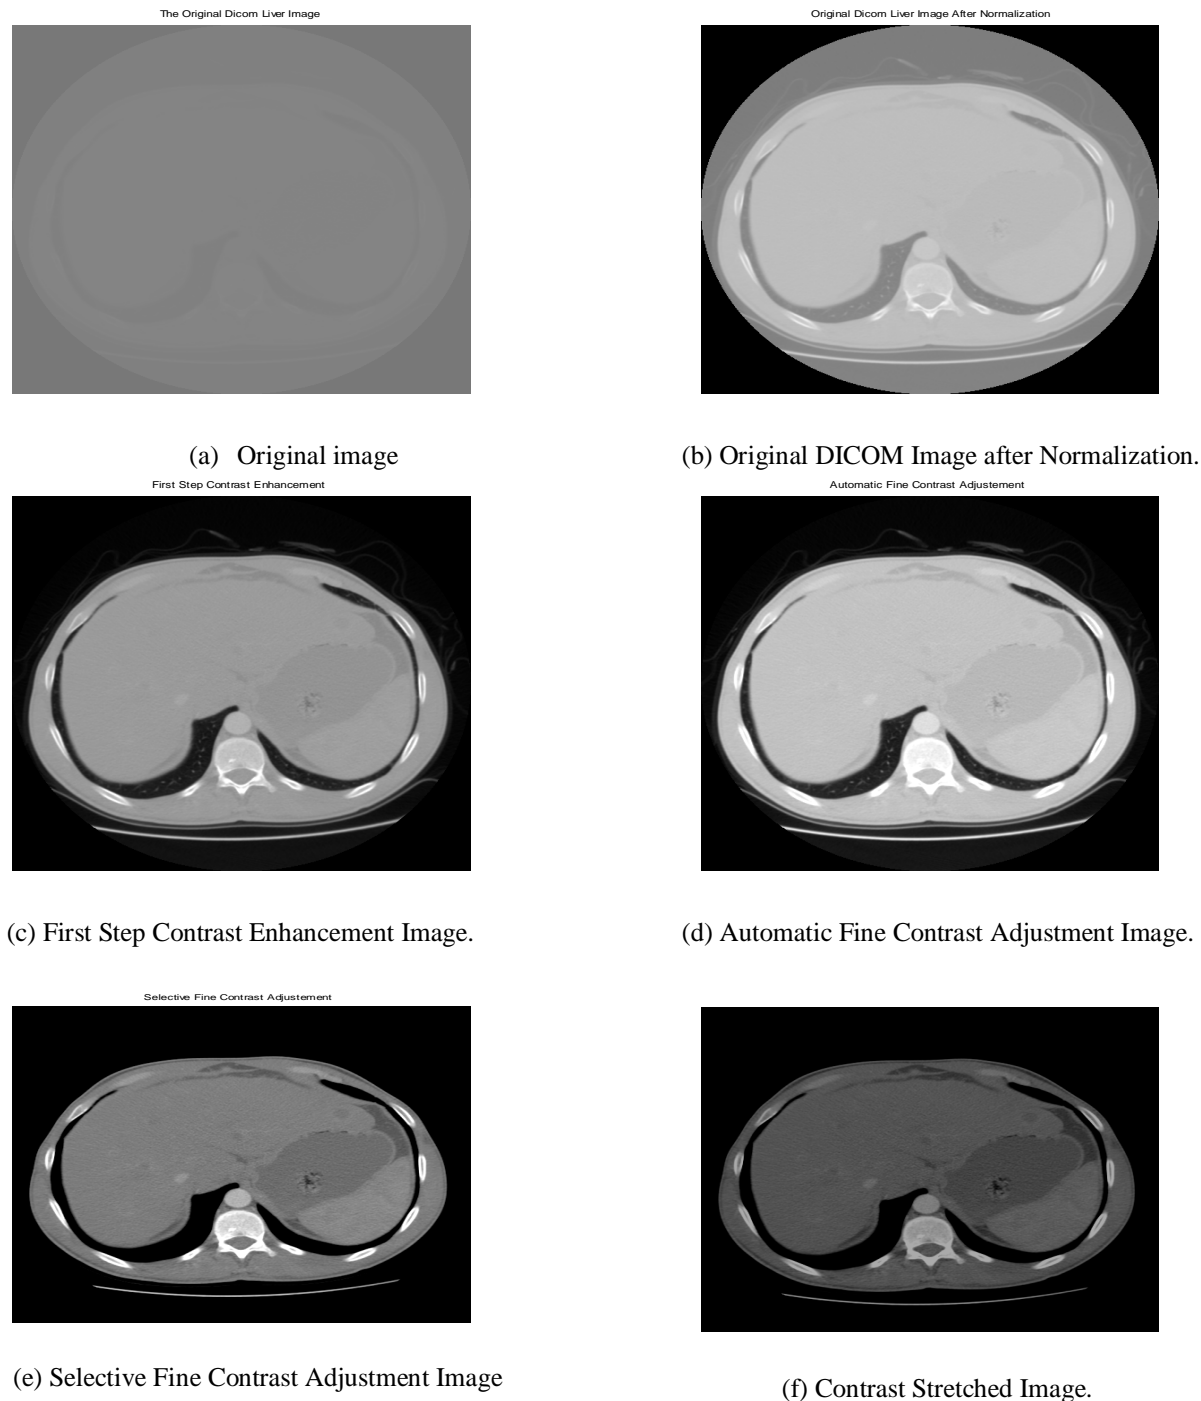 The Original Dicom Liver Image
Original Dicom Liver Image After Normalization
(a) Original image
(b) Original DICOM Image after Normalization.
First Step Contrast Enhancement
Automatic Fine Contrast Adjustement
(c) First Step Contrast Enhancement Image.
(d) Automatic Fine Contrast Adjustment Image.
Selective Fine Contrast Adjustement
(e) Selective Fine Contrast Adjustment Image
(f) Contrast Stretched Image.